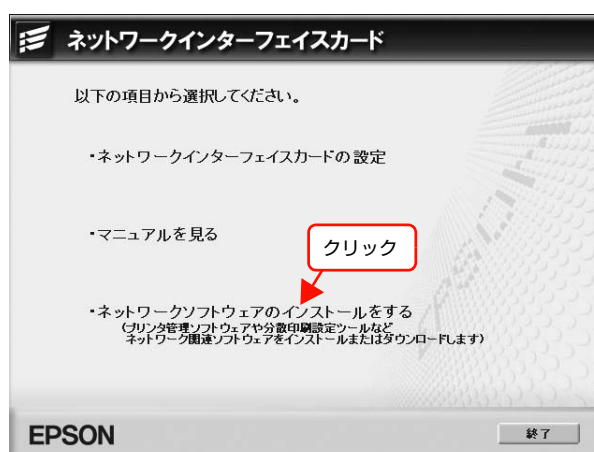 ネットワークインターフェイスカード
以下の項目から選択してください。
・ネットワークインターフェイスカードの設定
・マニュアルを見る
クリック
・ネットワークソフトウェアのインストールをする
(プリンタ管理ソフトウェアや分散印刷設定ツールなど
ネットワーク関連ソフトウェアをインストールまたはダウンロードします)
EPSON
EPSON
終了